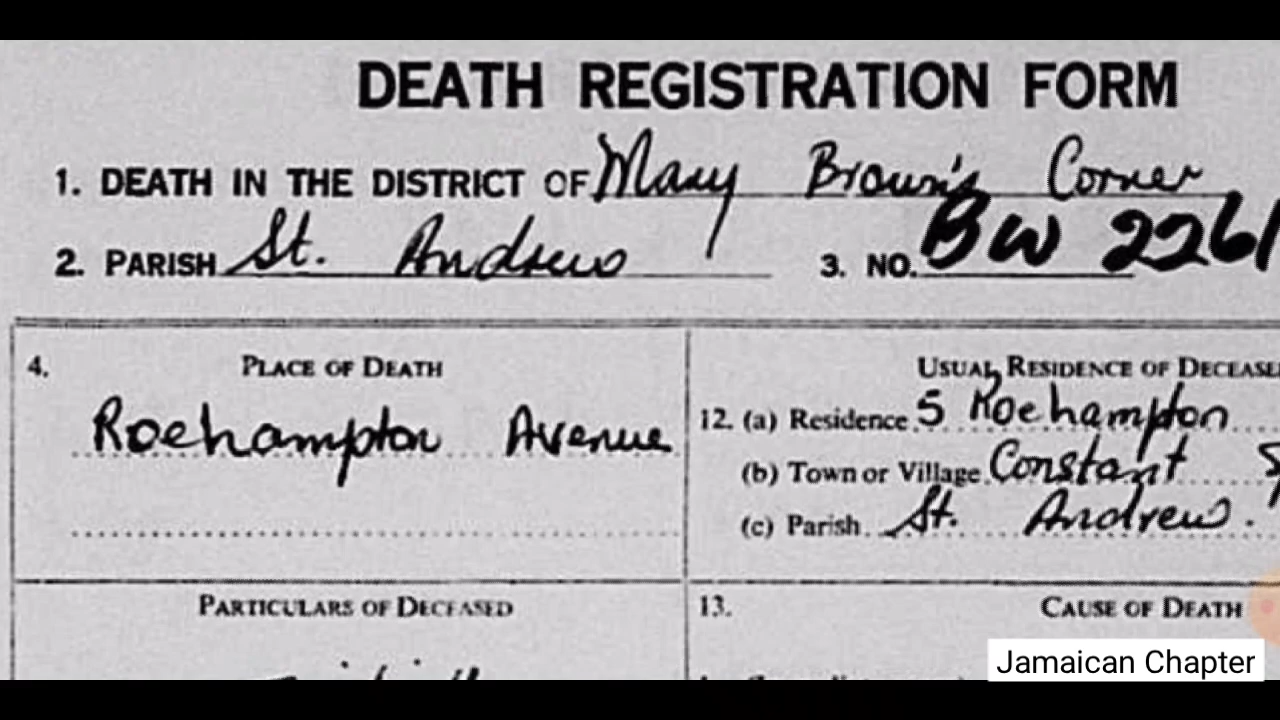 DEATH REGISTRATION FORM
1. DEATH IN THE DISTRICT OF Mary Brown's Corner
2. PARISH St. Andrew 3. NO. BW 2261
4. PLACE OF DEATH
Roehampton Avenue
USUAL RESIDENCE OF DECEASE
12. (a) Residence 5 Roehampton
(b) Town or Village Constant
(c) Parish St. Andrew.
PARTICULARS OF DECEASED
13. CAUSE OF DEATH
Jamaican Chapter